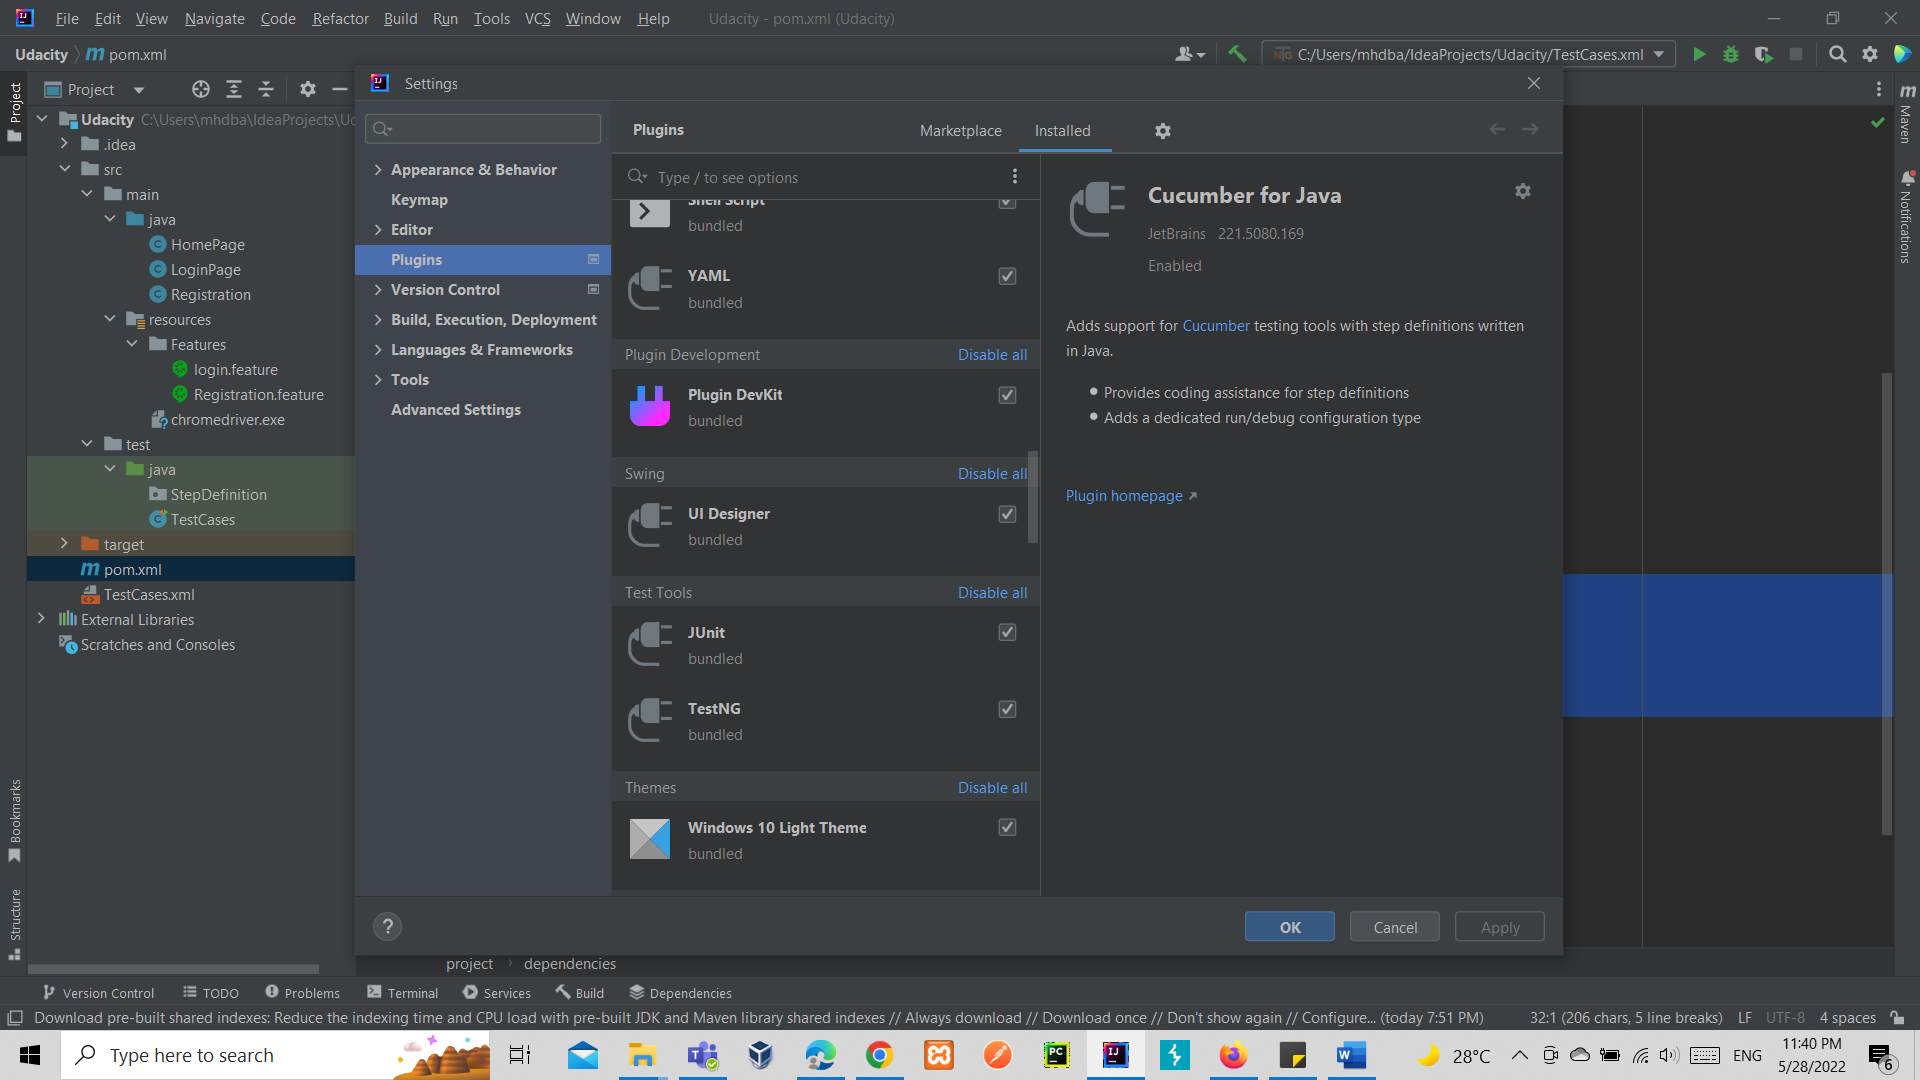 File Edit View Navigate Code Refactor Build Run Tools VCS Window Help Udacity - pom.xml (Udacity)
Udacity m pom.xml
C:/Users/mhdba/IdeaProjects/Udacity/TestCases.xml
Project
Project
Udacity C:\Users\mhdba\IdeaProjects\Ud
.idea
src
main
java
HomePage
LoginPage
Registration
resources
Features
login.feature
Registration.feature
chromedriver.exe
test
java
StepDefinition
TestCases
target
m pom.xml
TestCases.xml
External Libraries
Scratches and Consoles
Bookmarks
Structure
Settings
Appearance & Behavior
Keymap
Editor
Plugins
Version Control
Build, Execution, Deployment
Languages & Frameworks
Tools
Advanced Settings
Plugins Marketplace Installed
Type / to see options
Shell Script
bundled
YAML
bundled
Plugin Development Disable all
Plugin DevKit
bundled
Swing Disable all
UI Designer
bundled
Test Tools Disable all
JUnit
bundled
TestNG
bundled
Themes Disable all
Windows 10 Light Theme
bundled
Cucumber for Java
JetBrains 221.5080.169
Enabled
Adds support for Cucumber testing tools with step definitions written
in Java.
Provides coding assistance for step definitions
Adds a dedicated run/debug configuration type
Plugin homepage
? OK Cancel Apply
m Maven
Notifications
project dependencies
Version Control TODO Problems Terminal Services Build Dependencies
Download pre-built shared indexes: Reduce the indexing time and CPU load with pre-built JDK and Maven library shared indexes // Always download // Download once // Don't show again // Configure... (today 7:51 PM) 32:1 (206 chars, 5 line breaks) LF UTF-8 4 spaces
Type here to search
28°C ENG
11:40 PM
5/28/2022
6